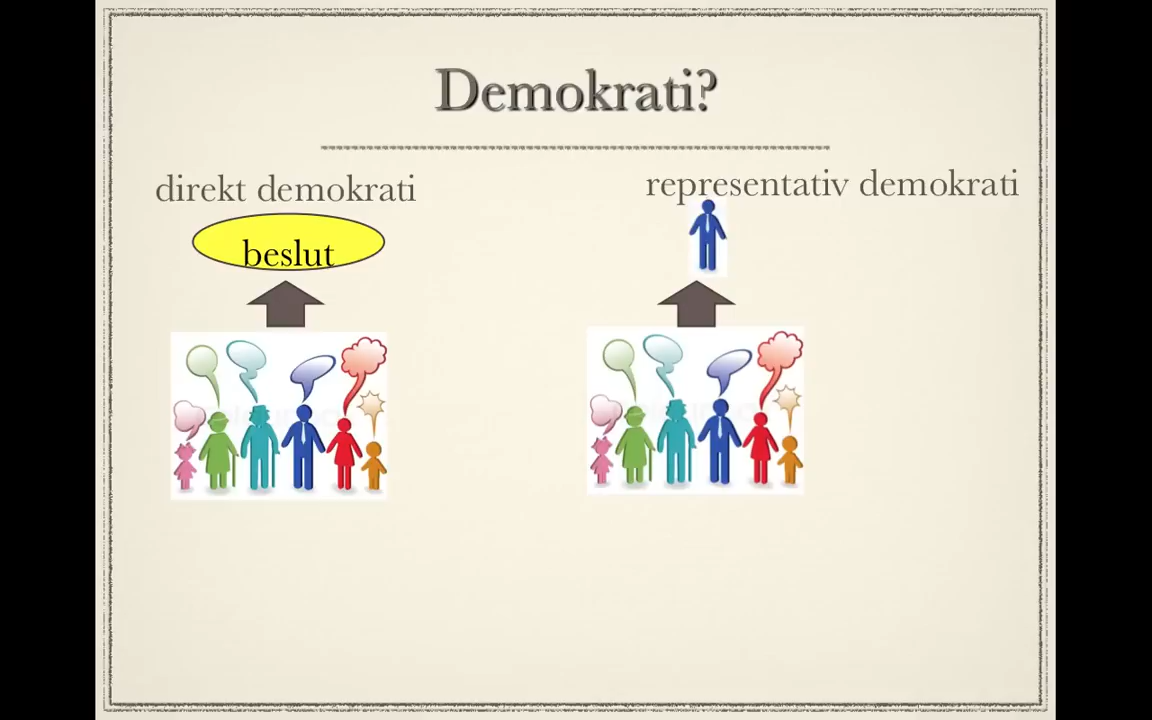 Demokrati?
direkt demokrati
representativ demokrati
beslut